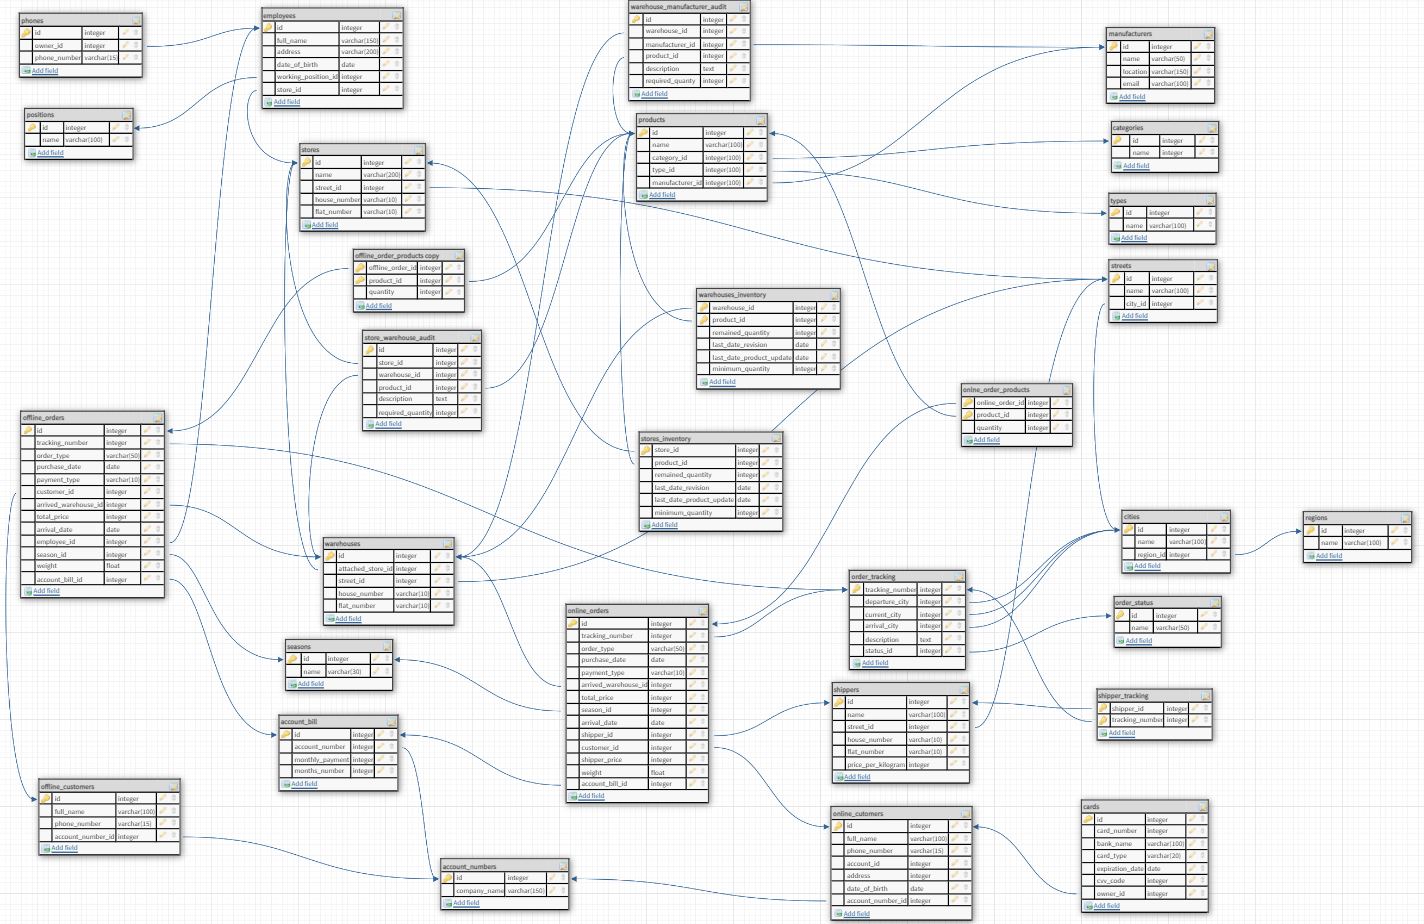 phones
id integer
owner_id integer
phone_number varchar(15)
Add field
employees
id integer
full_name varchar(150)
address varchar(200)
date_of_birth date
working_position_id integer
store_id integer
Add field
warehouse_manufacturer_audit
id integer
warehouse_id integer
manufacturer_id integer
product_id integer
description text
required_quanty integer
Add field
manufacturers
id integer
name varchar(50)
location varchar(150)
email varchar(100)
Add field
positions
id integer
name varchar(100)
Add field
products
id integer
name varchar(100)
category_id integer(100)
type_id integer(100)
manufacturer_id integer(100)
Add field
categories
id integer
name integer
Add field
stores
id integer
name varchar(200)
street_id integer
house_number varchar(10)
flat_number varchar(10)
Add field
types
id integer
name varchar(100)
Add field
offline_order_products copy
offline_order_id integer
product_id integer
quantity integer
Add field
streets
id integer
name varchar(100)
city_id integer
Add field
warehouses_inventory
warehouse_id integer
product_id integer
remained_quantity integer
last_date_revision date
last_date_product_update date
minimum_quantity integer
Add field
store_warehouse_audit
id integer
store_id integer
warehouse_id integer
product_id integer
description text
required_quantity integer
Add field
onlne_order_products
online_order_id integer
product_id integer
quantity integer
Add field
offline_orders
id integer
tracking_number integer
order_type varchar(50)
purchase_date date
payment_type varchar(10)
customer_id integer
arrived_warehouse_id integer
total_price integer
arrival_date date
employee_id integer
season_id integer
weight float
account_bill_id integer
Add field
stores_inventory
store_id integer
product_id integer
remained_quantity integer
last_date_revision date
last_date_product_update date
minimum_quantity integer
Add field
cities
id integer
name varchar(100)
region_id integer
Add field
regions
id integer
name varchar(100)
Add field
warehouses
id integer
attached_store_id integer
street_id integer
house_number varchar(10)
flat_number varchar(10)
Add field
order_tracking
tracking_number integer
departure_city integer
current_city integer
arrival_city integer
description text
status_id integer
Add field
order_status
id integer
name varchar(50)
Add field
online_orders
id integer
tracking_number integer
order_type varchar(50)
purchase_date date
payment_type varchar(10)
arrived_warehouse_id integer
total_price integer
season_id integer
arrival_date date
shipper_id integer
customer_id integer
shipper_price integer
weight float
account_bill_id integer
Add field
seasons
id integer
name varchar(30)
Add field
shippers
id integer
name varchar(100)
street_id integer
house_number varchar(10)
flat_number varchar(10)
price_per_kilogram integer
Add field
shipper_tracking
shipper_id integer
tracking_number integer
Add field
account_bill
id integer
account_number integer
monthly_payment integer
months_number integer
Add field
offline_customers
id integer
full_name varchar(100)
phone_number varchar(15)
account_number_id integer
Add field
online_cutomers
id integer
full_name varchar(100)
phone_number varchar(15)
account_id integer
address integer
date_of_birth date
account_number_id integer
Add field
cards
id integer
card_number integer
bank_name varchar(100)
card_type varchar(20)
expiration_date date
cvv_code integer
owner_id integer
Add field
account_numbers
id integer
company_name varchar(150)
Add field